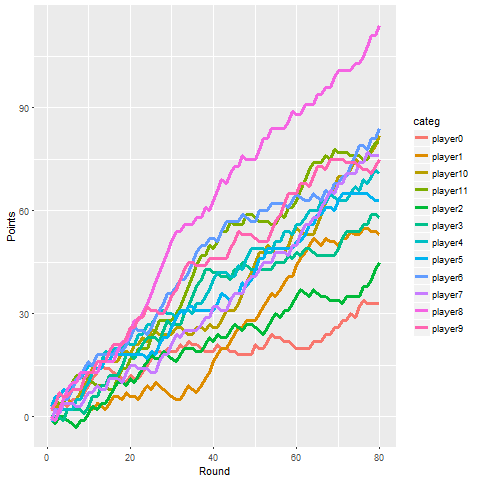 categ
player0
player1
player10
player11
player2
player3
player4
player5
player6
player7
player8
player9
Points
90
60
30
0
0 20 40 60 80
Round